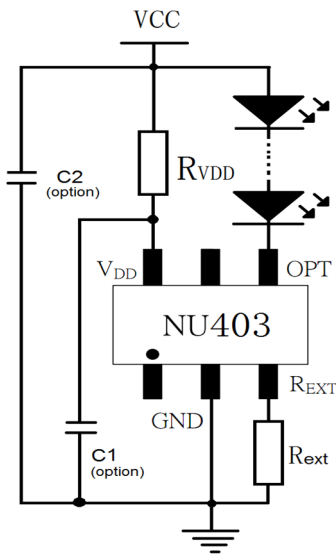 VCC
C2
(option)
RVDD
VDD
OPT
NU403
REXT
GND
C1
(option)
Rext